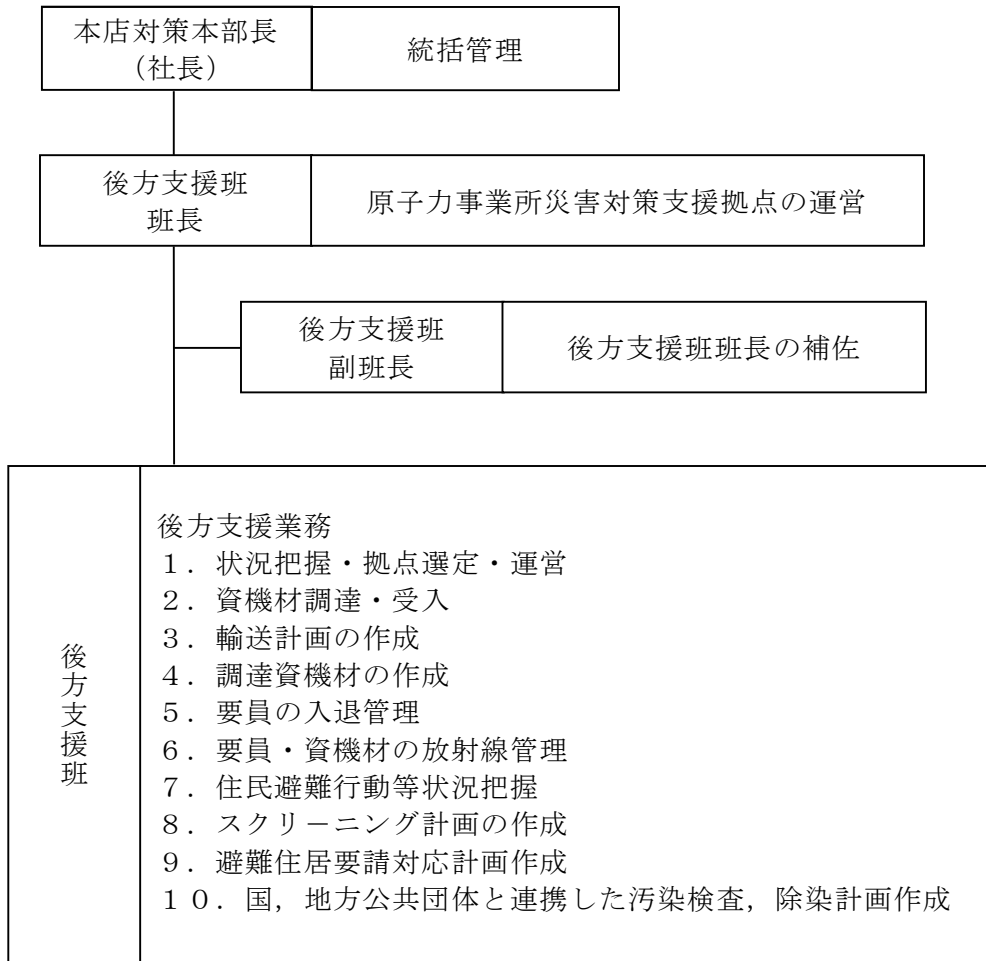 本店対策本部長
(社長)
統括管理
後方支援班
班長
原子力事業所災害対策支援拠点の運営
後方支援班
副班長
後方支援班班長の補佐
後方支援班
後方支援業務
１．状況把握・拠点選定・運営
２．資機材調達・受入
３．輸送計画の作成
４．調達資機材の作成
５．要員の入退管理
６．要員・資機材の放射線管理
７．住民避難行動等状況把握
８．スクリ－ニング計画の作成
９．避難住居要請対応計画作成
１０．国，地方公共団体と連携した汚染検査，除染計画作成